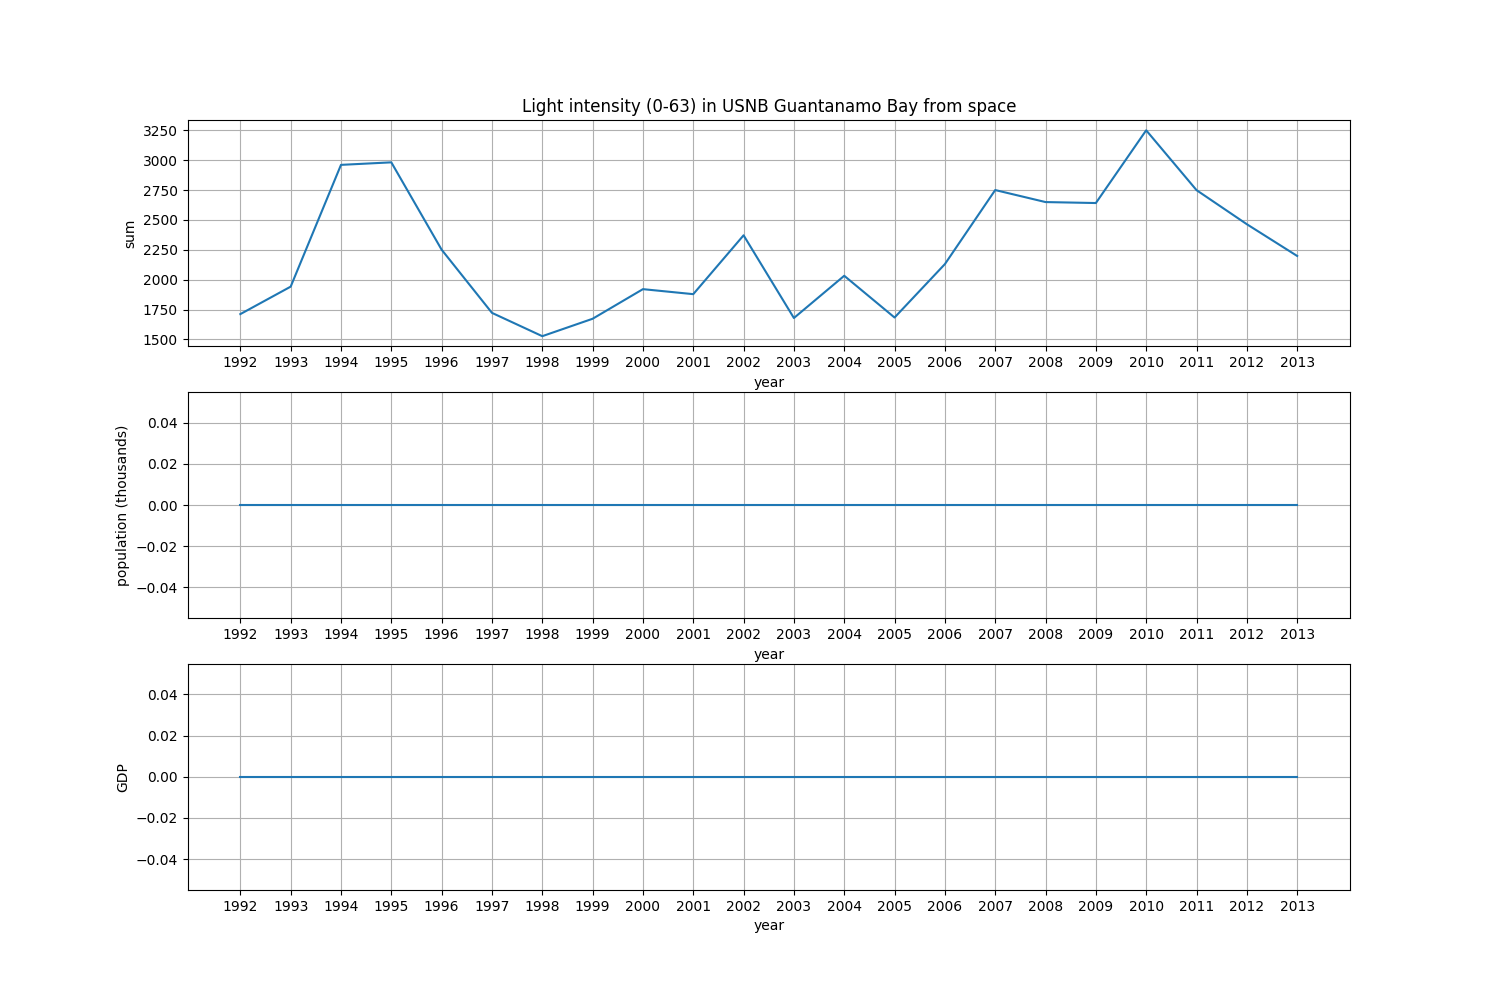 Light intensity (0-63) in USNB Guantanamo Bay from space
3250
3000
2750
2500
2250
2000
1750
1500
sum
1992 1993 1994 1995 1996 1997 1998 1999 2000 2001 2002 2003 2004 2005 2006 2007 2008 2009 2010 2011 2012 2013
year
0.04
0.02
0.00
−0.02
−0.04
population (thousands)
1992 1993 1994 1995 1996 1997 1998 1999 2000 2001 2002 2003 2004 2005 2006 2007 2008 2009 2010 2011 2012 2013
year
0.04
0.02
0.00
−0.02
−0.04
GDP
1992 1993 1994 1995 1996 1997 1998 1999 2000 2001 2002 2003 2004 2005 2006 2007 2008 2009 2010 2011 2012 2013
year